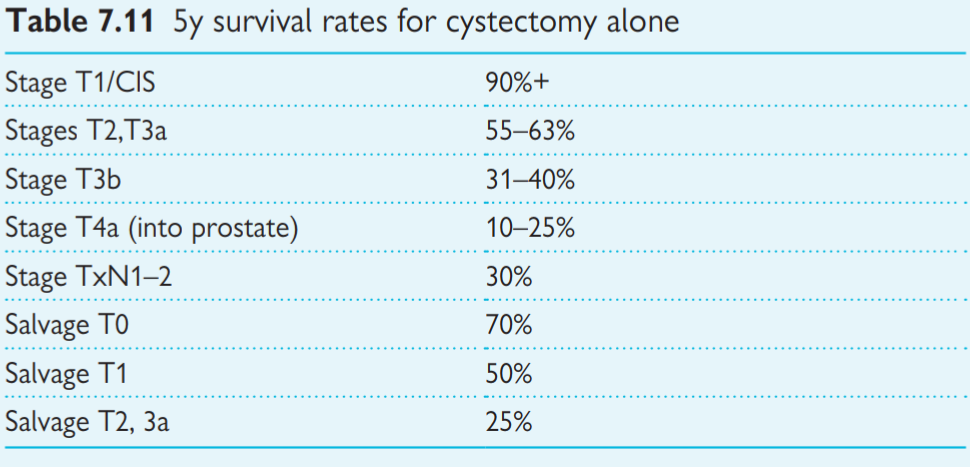 Table 7.11 5y survival rates for cystectomy alone
Stage T1/CIS 90%+
Stages T2,T3a 55–63%
Stage T3b 31–40%
Stage T4a (into prostate) 10–25%
Stage TxN1–2 30%
Salvage T0 70%
Salvage T1 50%
Salvage T2, 3a 25%